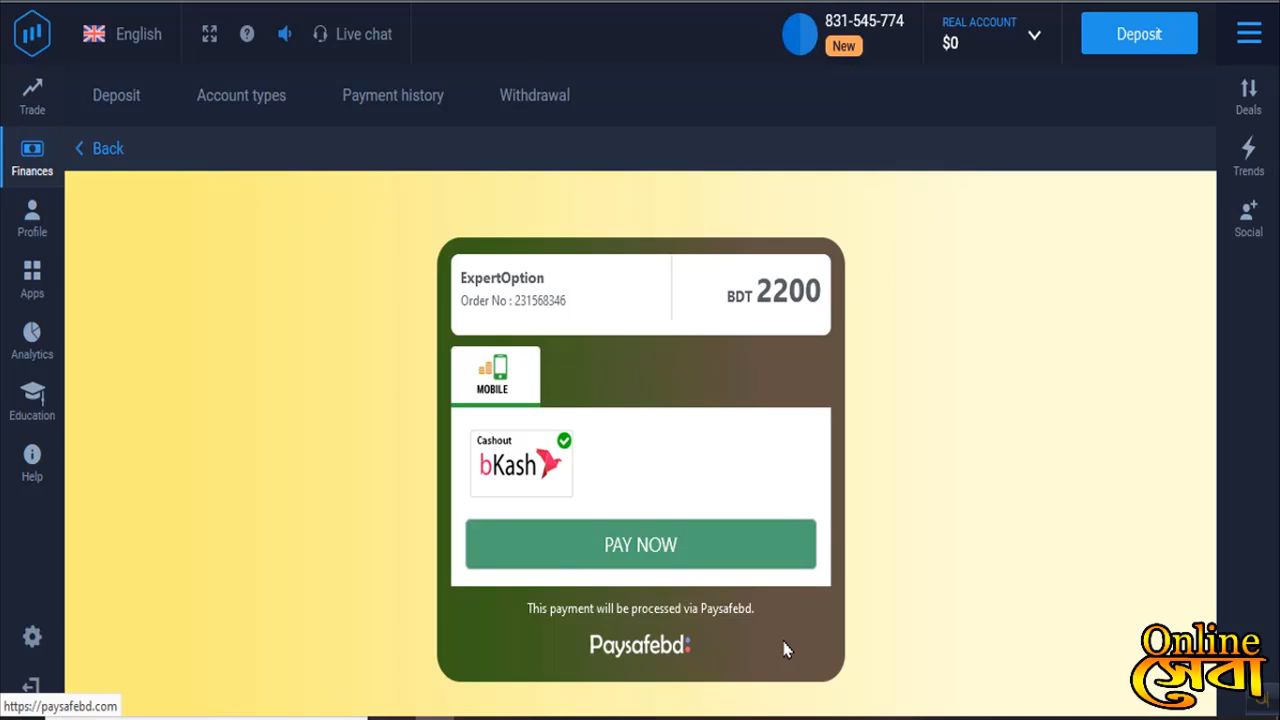 English
Live chat
831-545-774
New
REAL ACCOUNT
$0
Deposit
Trade
Deposit
Account types
Payment history
Withdrawal
Deals
Finances
Back
Trends
Profile
Social
Apps
Analytics
Education
Help
ExpertOption
Order No : 231568346
BDT 2200
MOBILE
Cashout
bKash
PAY NOW
This payment will be processed via Paysafebd.
Paysafebd:
Online
সেবা
https://paysafebd.com